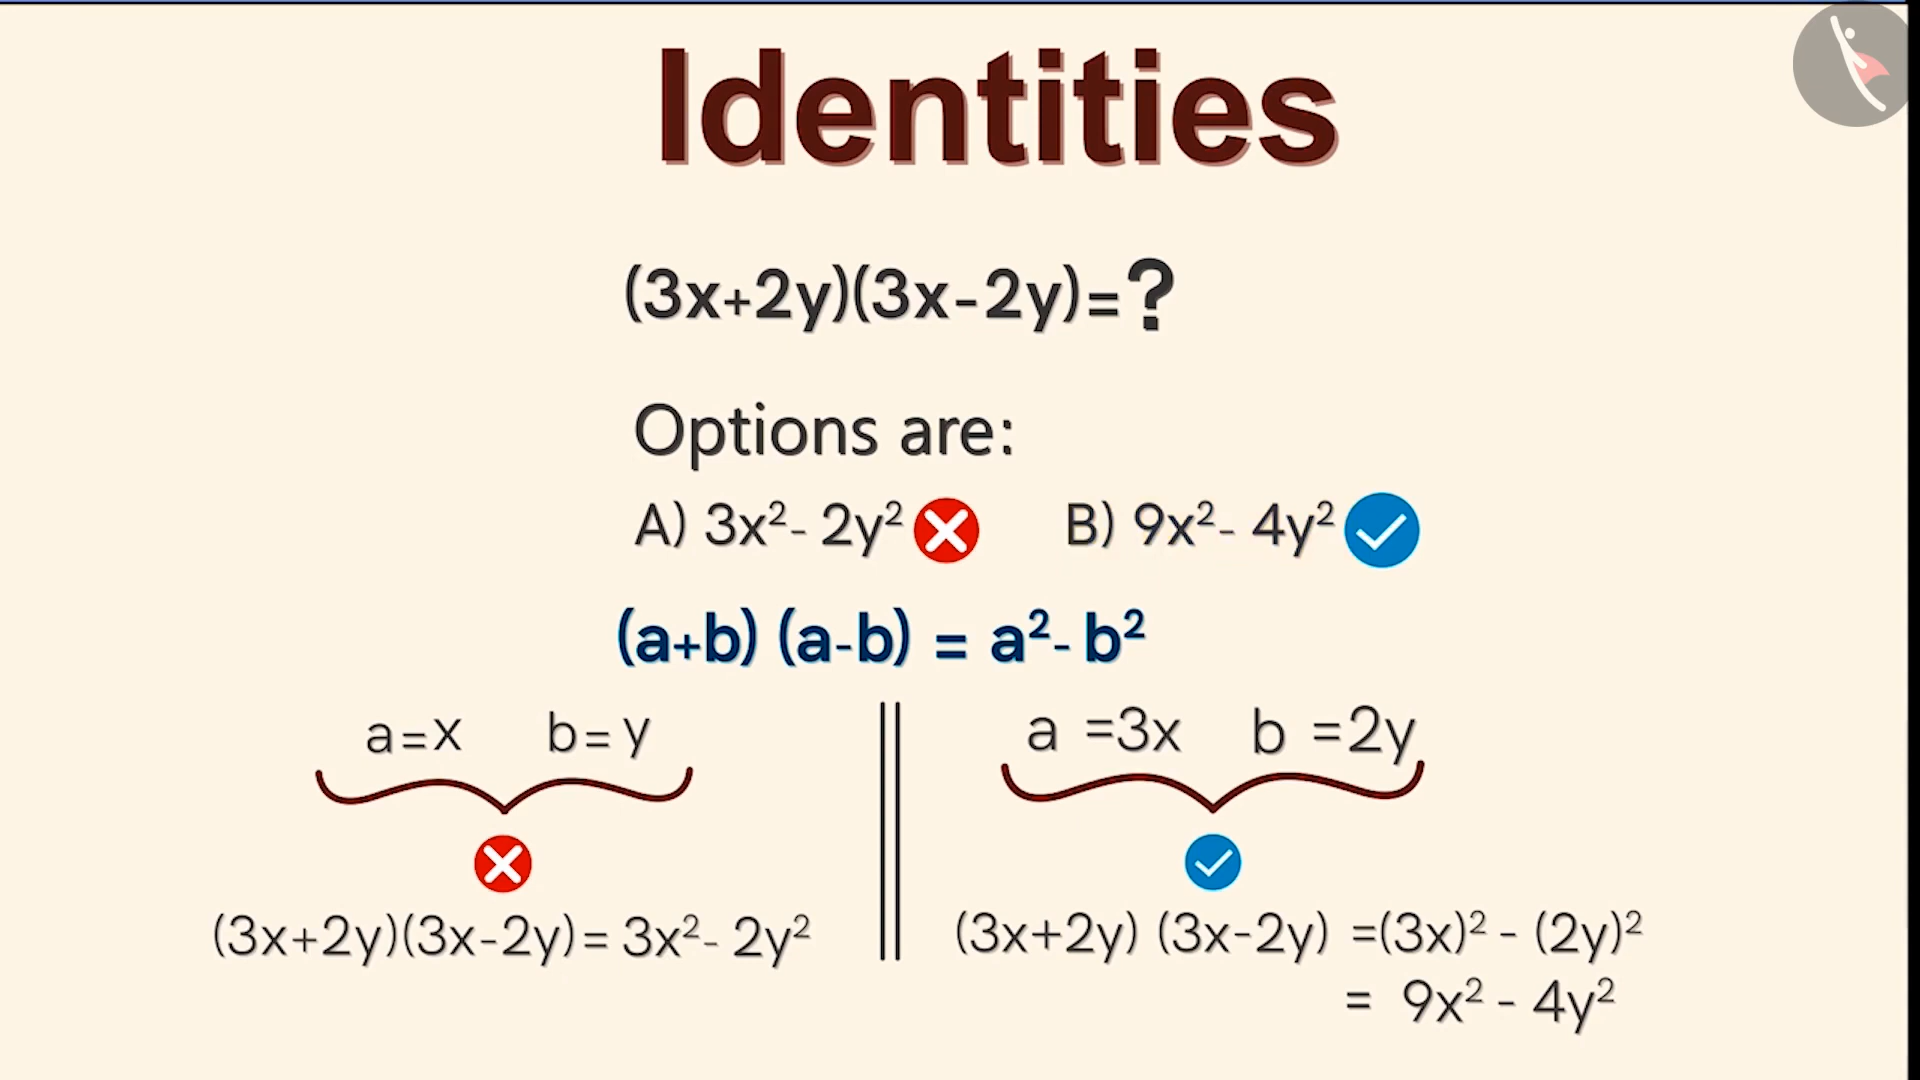 Identities
(3x+2y)(3x-2y)=?
Options are:
A) 3x²- 2y² B) 9x²- 4y²
(a+b) (a-b) = a²- b²
a=x b=y
(3x+2y)(3x-2y)= 3x²- 2y²
a =3x b =2y
(3x+2y) (3x-2y) =(3x)² - (2y)²
= 9x² - 4y²